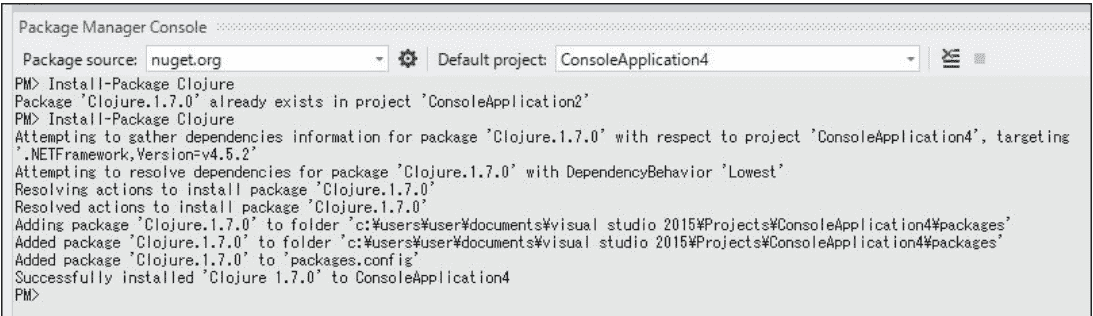 Package Manager Console
Package source: nuget.org Default project: ConsoleApplication4
PM> Install-Package Clojure
Package 'Clojure.1.7.0' already exists in project 'ConsoleApplication2'
PM> Install-Package Clojure
Attempting to gather dependencies information for package 'Clojure.1.7.0' with respect to project 'ConsoleApplication4', targeting
'.NETFramework,Version=v4.5.2'
Attempting to resolve dependencies for package 'Clojure.1.7.0' with DependencyBehavior 'Lowest'
Resolving actions to install package 'Clojure.1.7.0'
Resolved actions to install package 'Clojure.1.7.0'
Adding package 'Clojure.1.7.0' to folder 'c:¥users¥user¥documents¥visual studio 2015¥Projects¥ConsoleApplication4¥packages'
Added package 'Clojure.1.7.0' to folder 'c:¥users¥user¥documents¥visual studio 2015¥Projects¥ConsoleApplication4¥packages'
Added package 'Clojure.1.7.0' to 'packages.config'
Successfully installed 'Clojure 1.7.0' to ConsoleApplication4
PM>